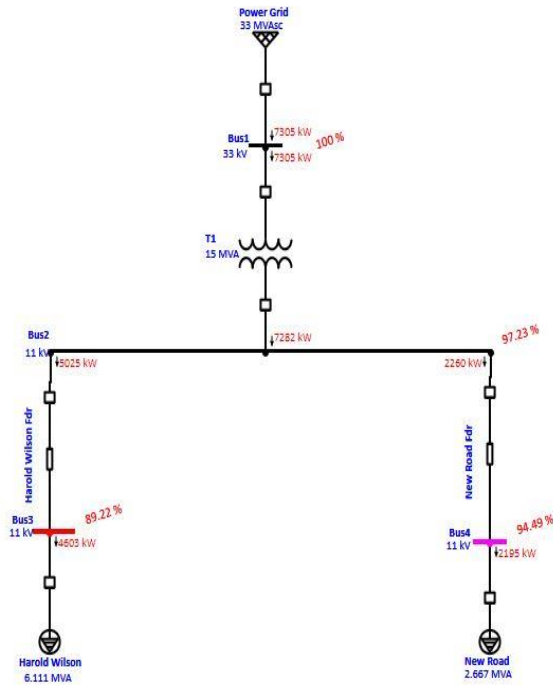 Power Grid
33 MVAsc
Bus1
33 kV
7305 kW
7305 kW
100 %
T1
15 MVA
Bus2
11 kV
7282 kW
97.23 %
5025 kW
2260 kW
Harold Wilson Fdr
New Road Fdr
Bus3
11 kV
89.22 %
4603 kW
Bus4
11 kV
94.49 %
2195 kW
Harold Wilson
6.111 MVA
New Road
2.667 MVA